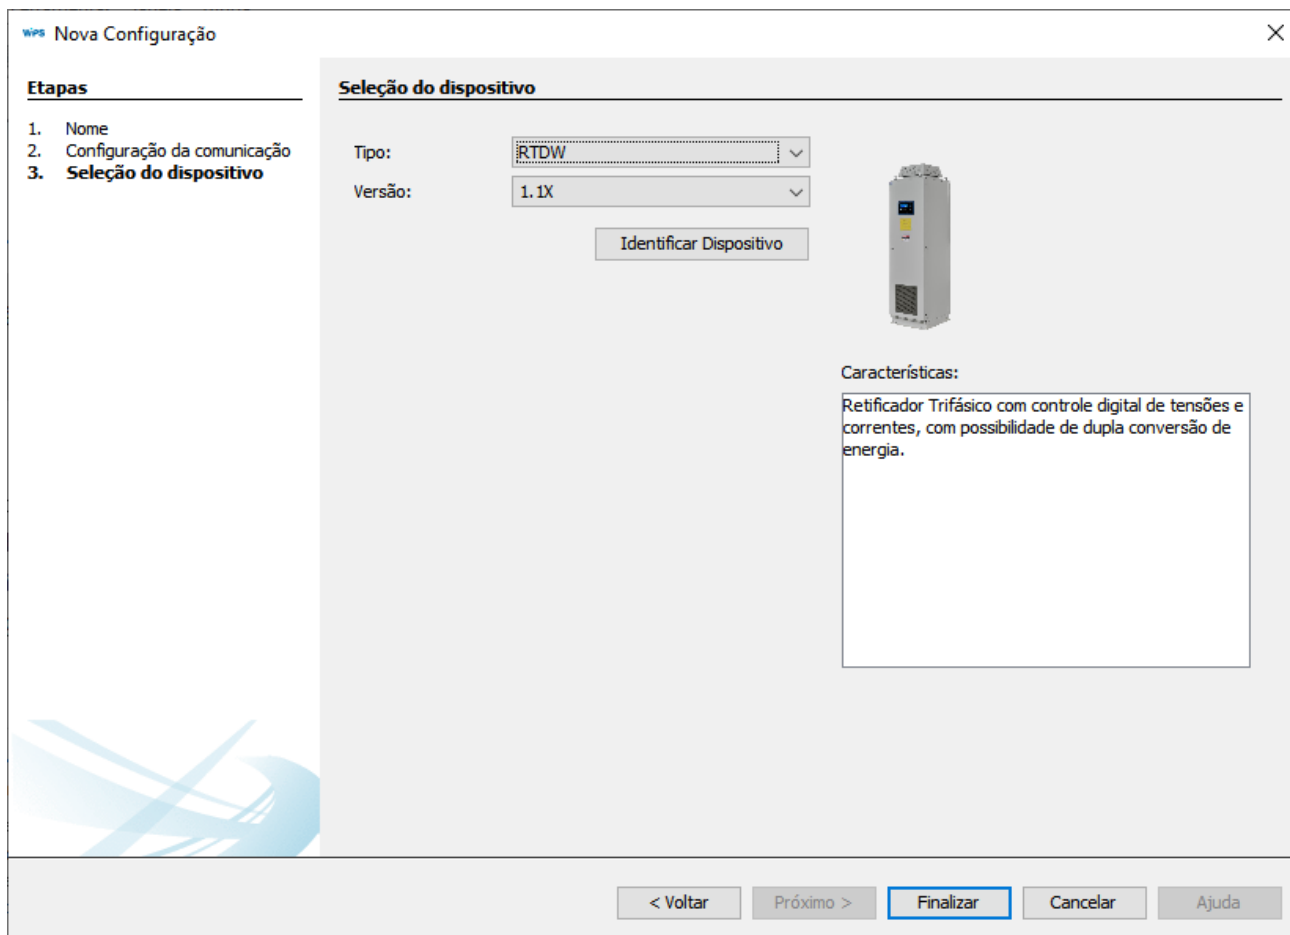 WPS Nova Configuração
Etapas
1. Nome
2. Configuração da comunicação
3. Seleção do dispositivo
Seleção do dispositivo
Tipo: RTDW
Versão: 1.1X
Identificar Dispositivo
Características:
Retificador Trifásico com controle digital de tensões e
correntes, com possibilidade de dupla conversão de
energia.
< Voltar Próximo > Finalizar Cancelar Ajuda